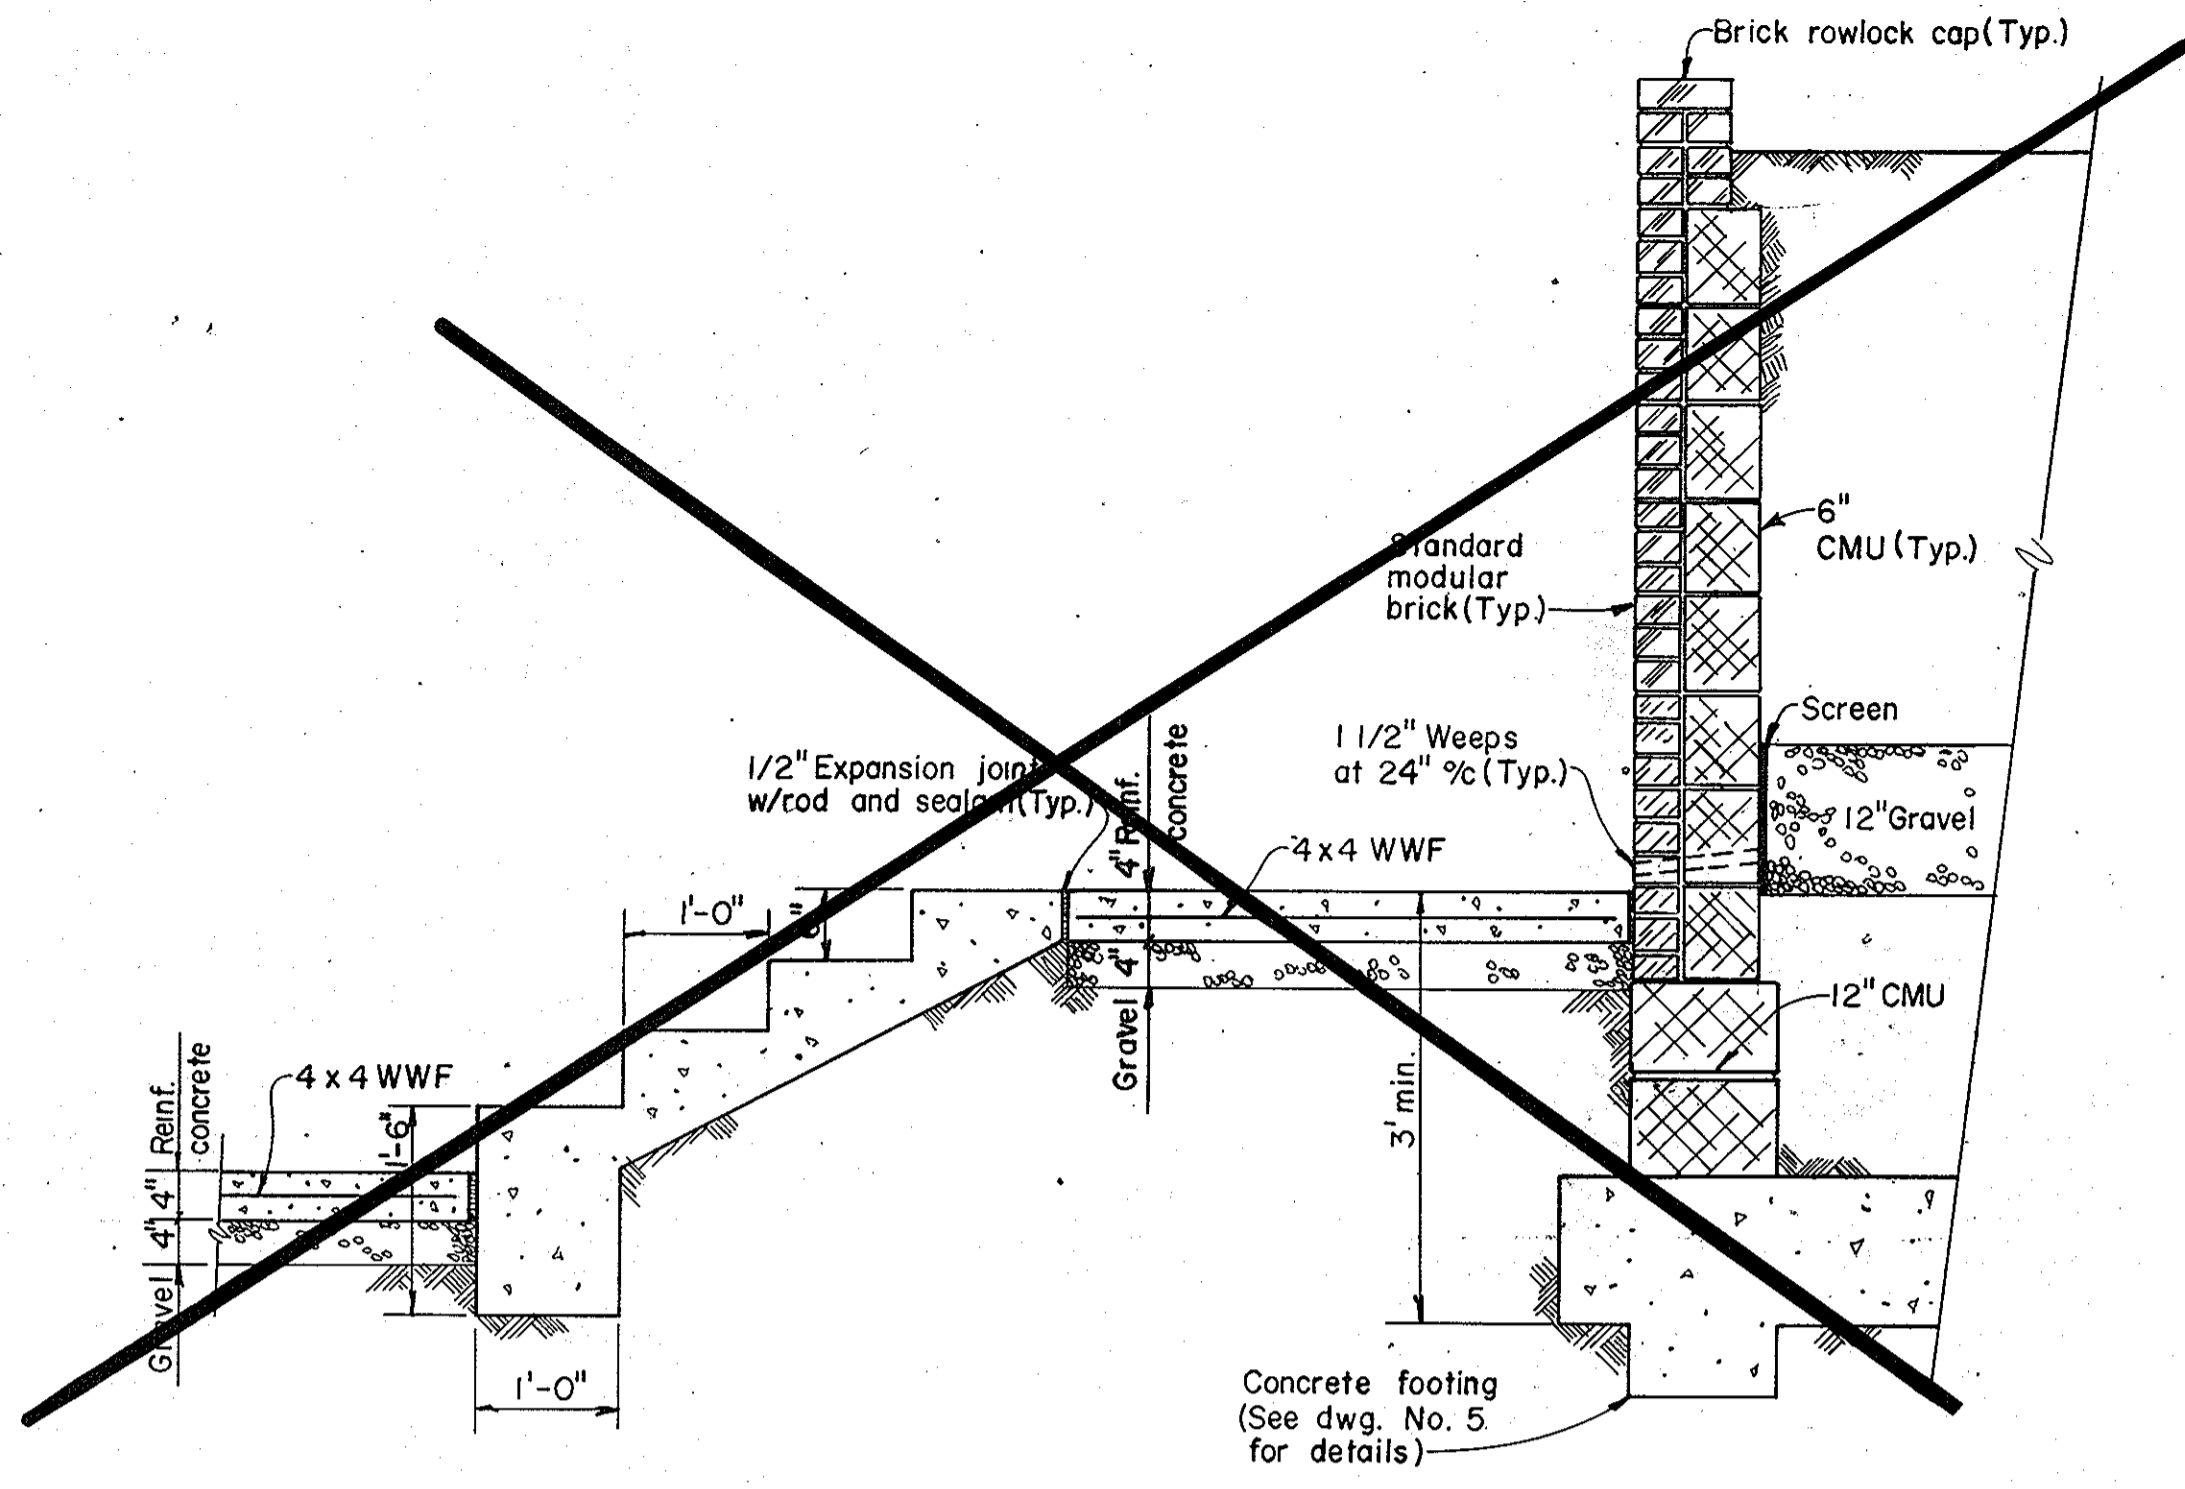 Brick rowlock cap(Typ.)
6"
CMU (Typ.)
Standard
modular
brick(Typ.)
Screen
1 1/2" Weeps
at 24" o/c (Typ.)
12" Gravel
1/2" Expansion joint
w/rod and sealant(Typ.)
4" Reinf.
concrete
4x4 WWF
1'-0"
6"
4"
Gravel
12" CMU
3' min.
4 x 4 WWF
4" Reinf.
concrete
1'-6"
4"
Gravel
1'-0"
Concrete footing
(See dwg. No. 5
for details)